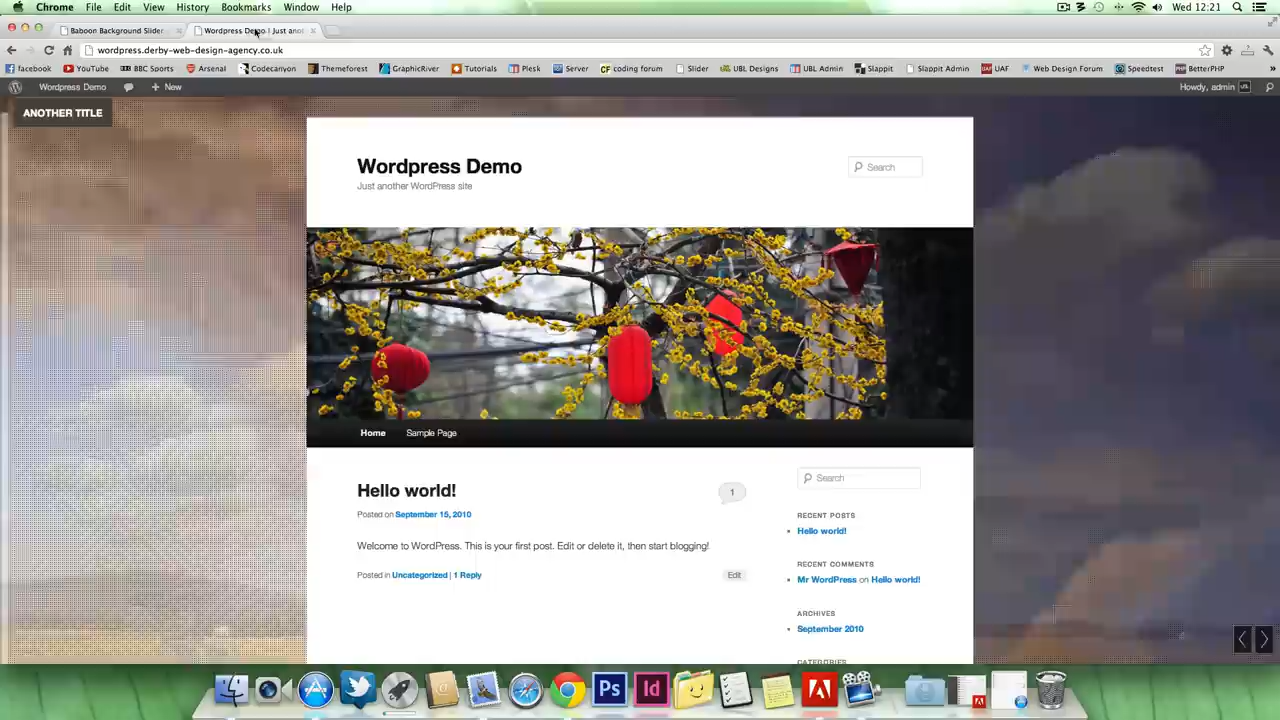 Chrome File Edit View History Bookmarks Window Help Wed 12:21
Baboon Background Slider Wordpress Demo | Just anot
wordpress.derby-web-design-agency.co.uk
facebook YouTube BBC Sports Arsenal Codecanyon Themeforest GraphicRiver Tutorials Plesk Server coding forum Slider UBL Designs UBL Admin Slappit Slappit Admin UAF Web Design Forum Speedtest BetterPHP
Wordpress Demo New Howdy, admin
ANOTHER TITLE
Wordpress Demo
Search
Just another WordPress site
Home Sample Page
Hello world!
1
Search
Posted on September 15, 2010
RECENT POSTS
Hello world!
Welcome to WordPress. This is your first post. Edit or delete it, then start blogging!
RECENT COMMENTS
Posted in Uncategorized | 1 Reply
Edit
Mr WordPress on Hello world!
ARCHIVES
September 2010
CATEGORIES
Ps Id